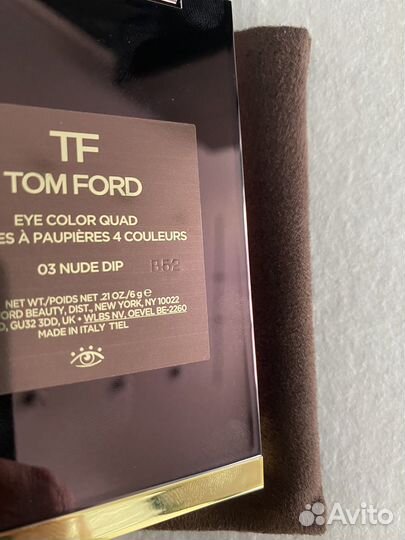 TF
TOM FORD
EYE COLOR QUAD
ES À PAUPIÈRES 4 COULEURS
03 NUDE DIP B52
NET WT./POIDS NET .21 OZ./6 g ℮
FORD BEAUTY, DIST., NEW YORK, NY 10022
D, GU32 3DD, UK • WLBS NV. OEVEL BE-2260
MADE IN ITALY TIEL
Avito